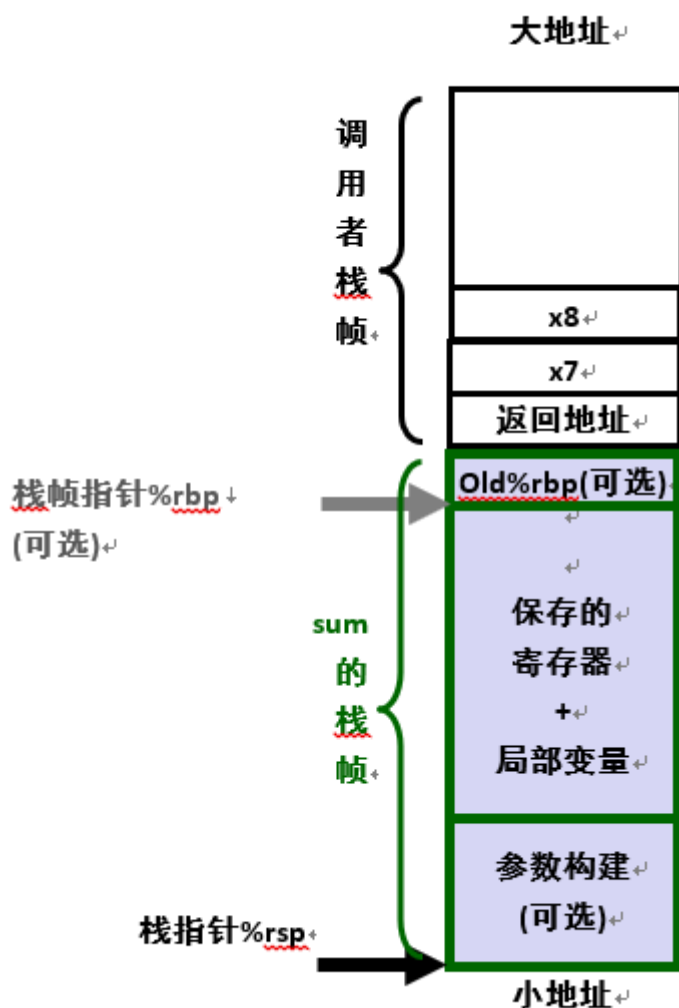 大地址
调
用
者
栈
帧
x8
x7
返回地址
栈帧指针%rbp
(可选)
Old%rbp(可选)
sum
的
栈
帧
保存的
寄存器
+
局部变量
参数构建
(可选)
栈指针%rsp
小地址